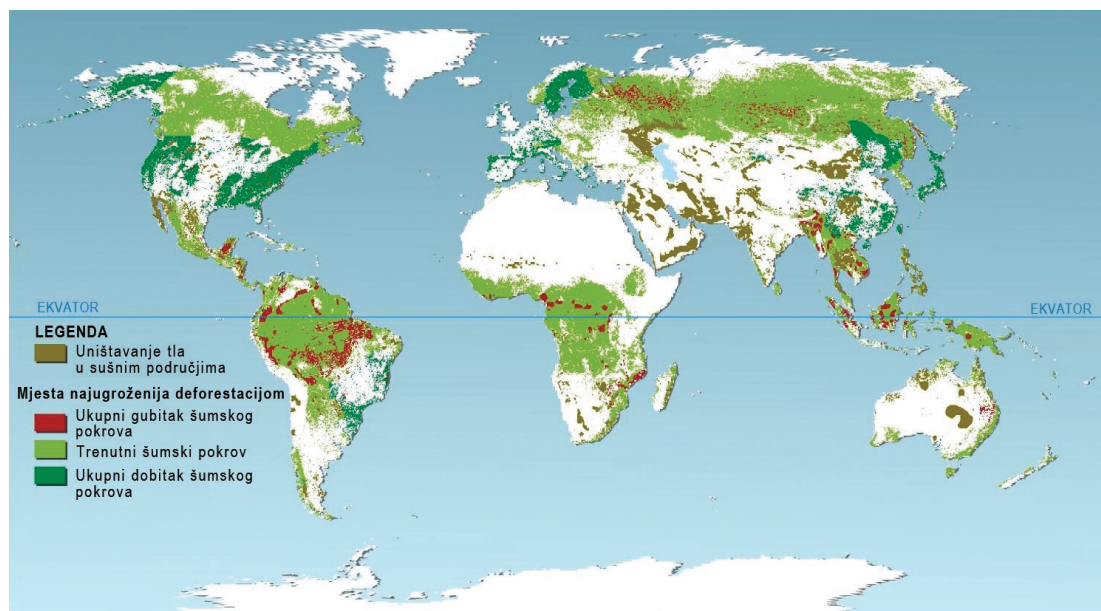 EKVATOR
EKVATOR
LEGENDA
Uništavanje tla
u sušnim područjima
Mjesta najugroženija deforestacijom
Ukupni gubitak šumskog
pokrova
Trenutni šumski pokrov
Ukupni dobitak šumskog
pokrova